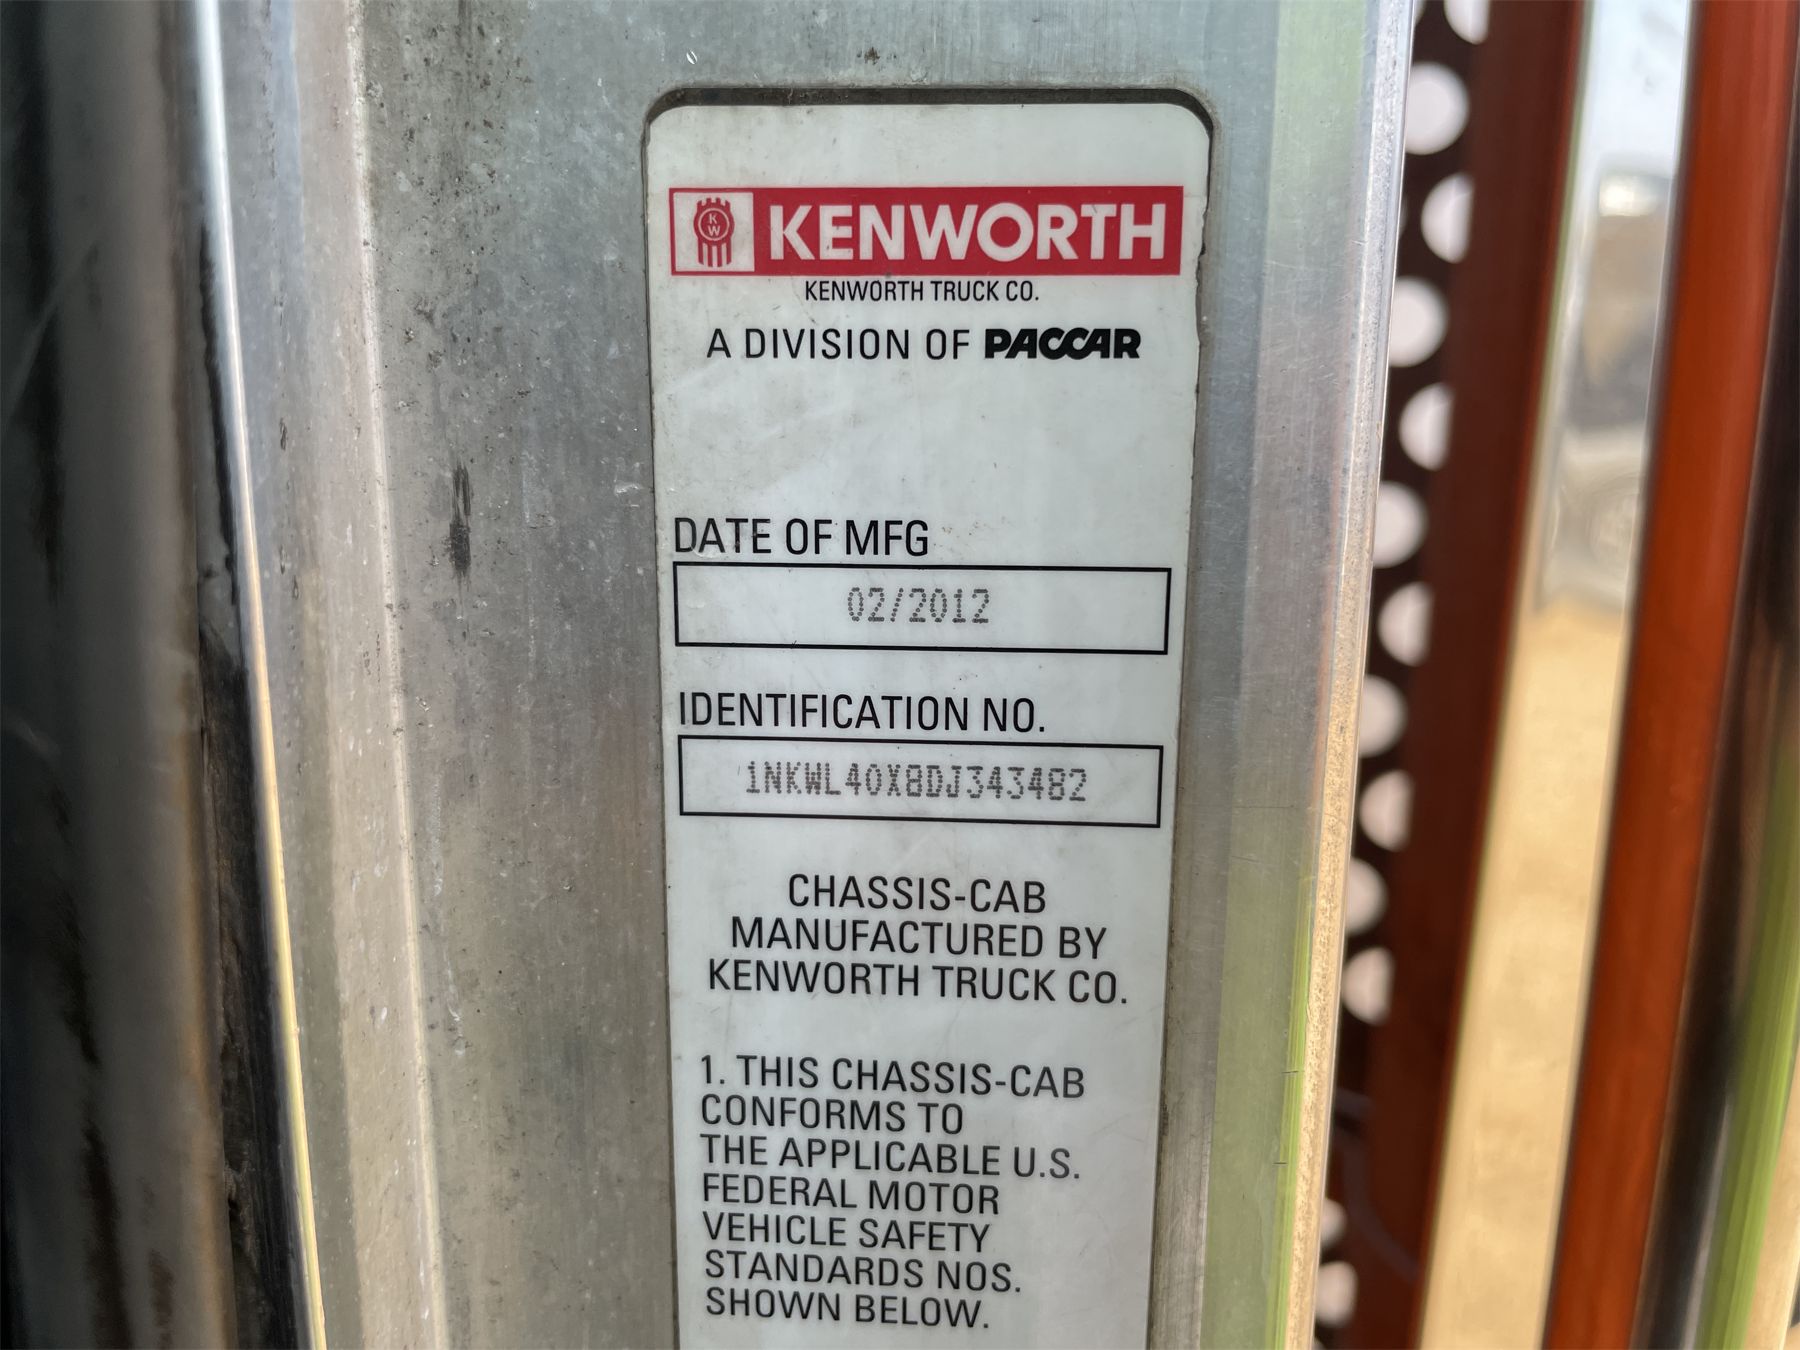 KW KENWORTH
KENWORTH TRUCK CO.
A DIVISION OF PACCAR
DATE OF MFG
02/2012
IDENTIFICATION NO.
1NKWL40X8DJ343482
CHASSIS-CAB
MANUFACTURED BY
KENWORTH TRUCK CO.
1. THIS CHASSIS-CAB
CONFORMS TO
THE APPLICABLE U.S.
FEDERAL MOTOR
VEHICLE SAFETY
STANDARDS NOS.
SHOWN BELOW.